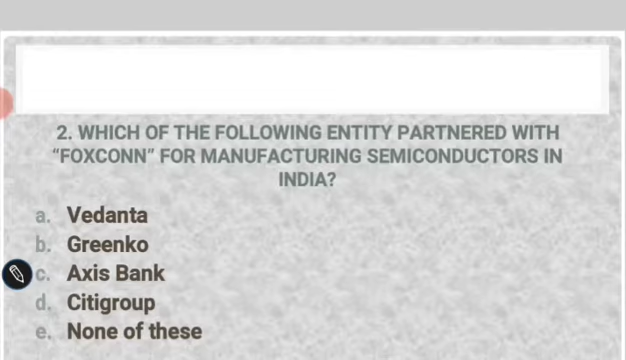 2. WHICH OF THE FOLLOWING ENTITY PARTNERED WITH
“FOXCONN” FOR MANUFACTURING SEMICONDUCTORS IN
INDIA?
a. Vedanta
b. Greenko
c. Axis Bank
d. Citigroup
e. None of these